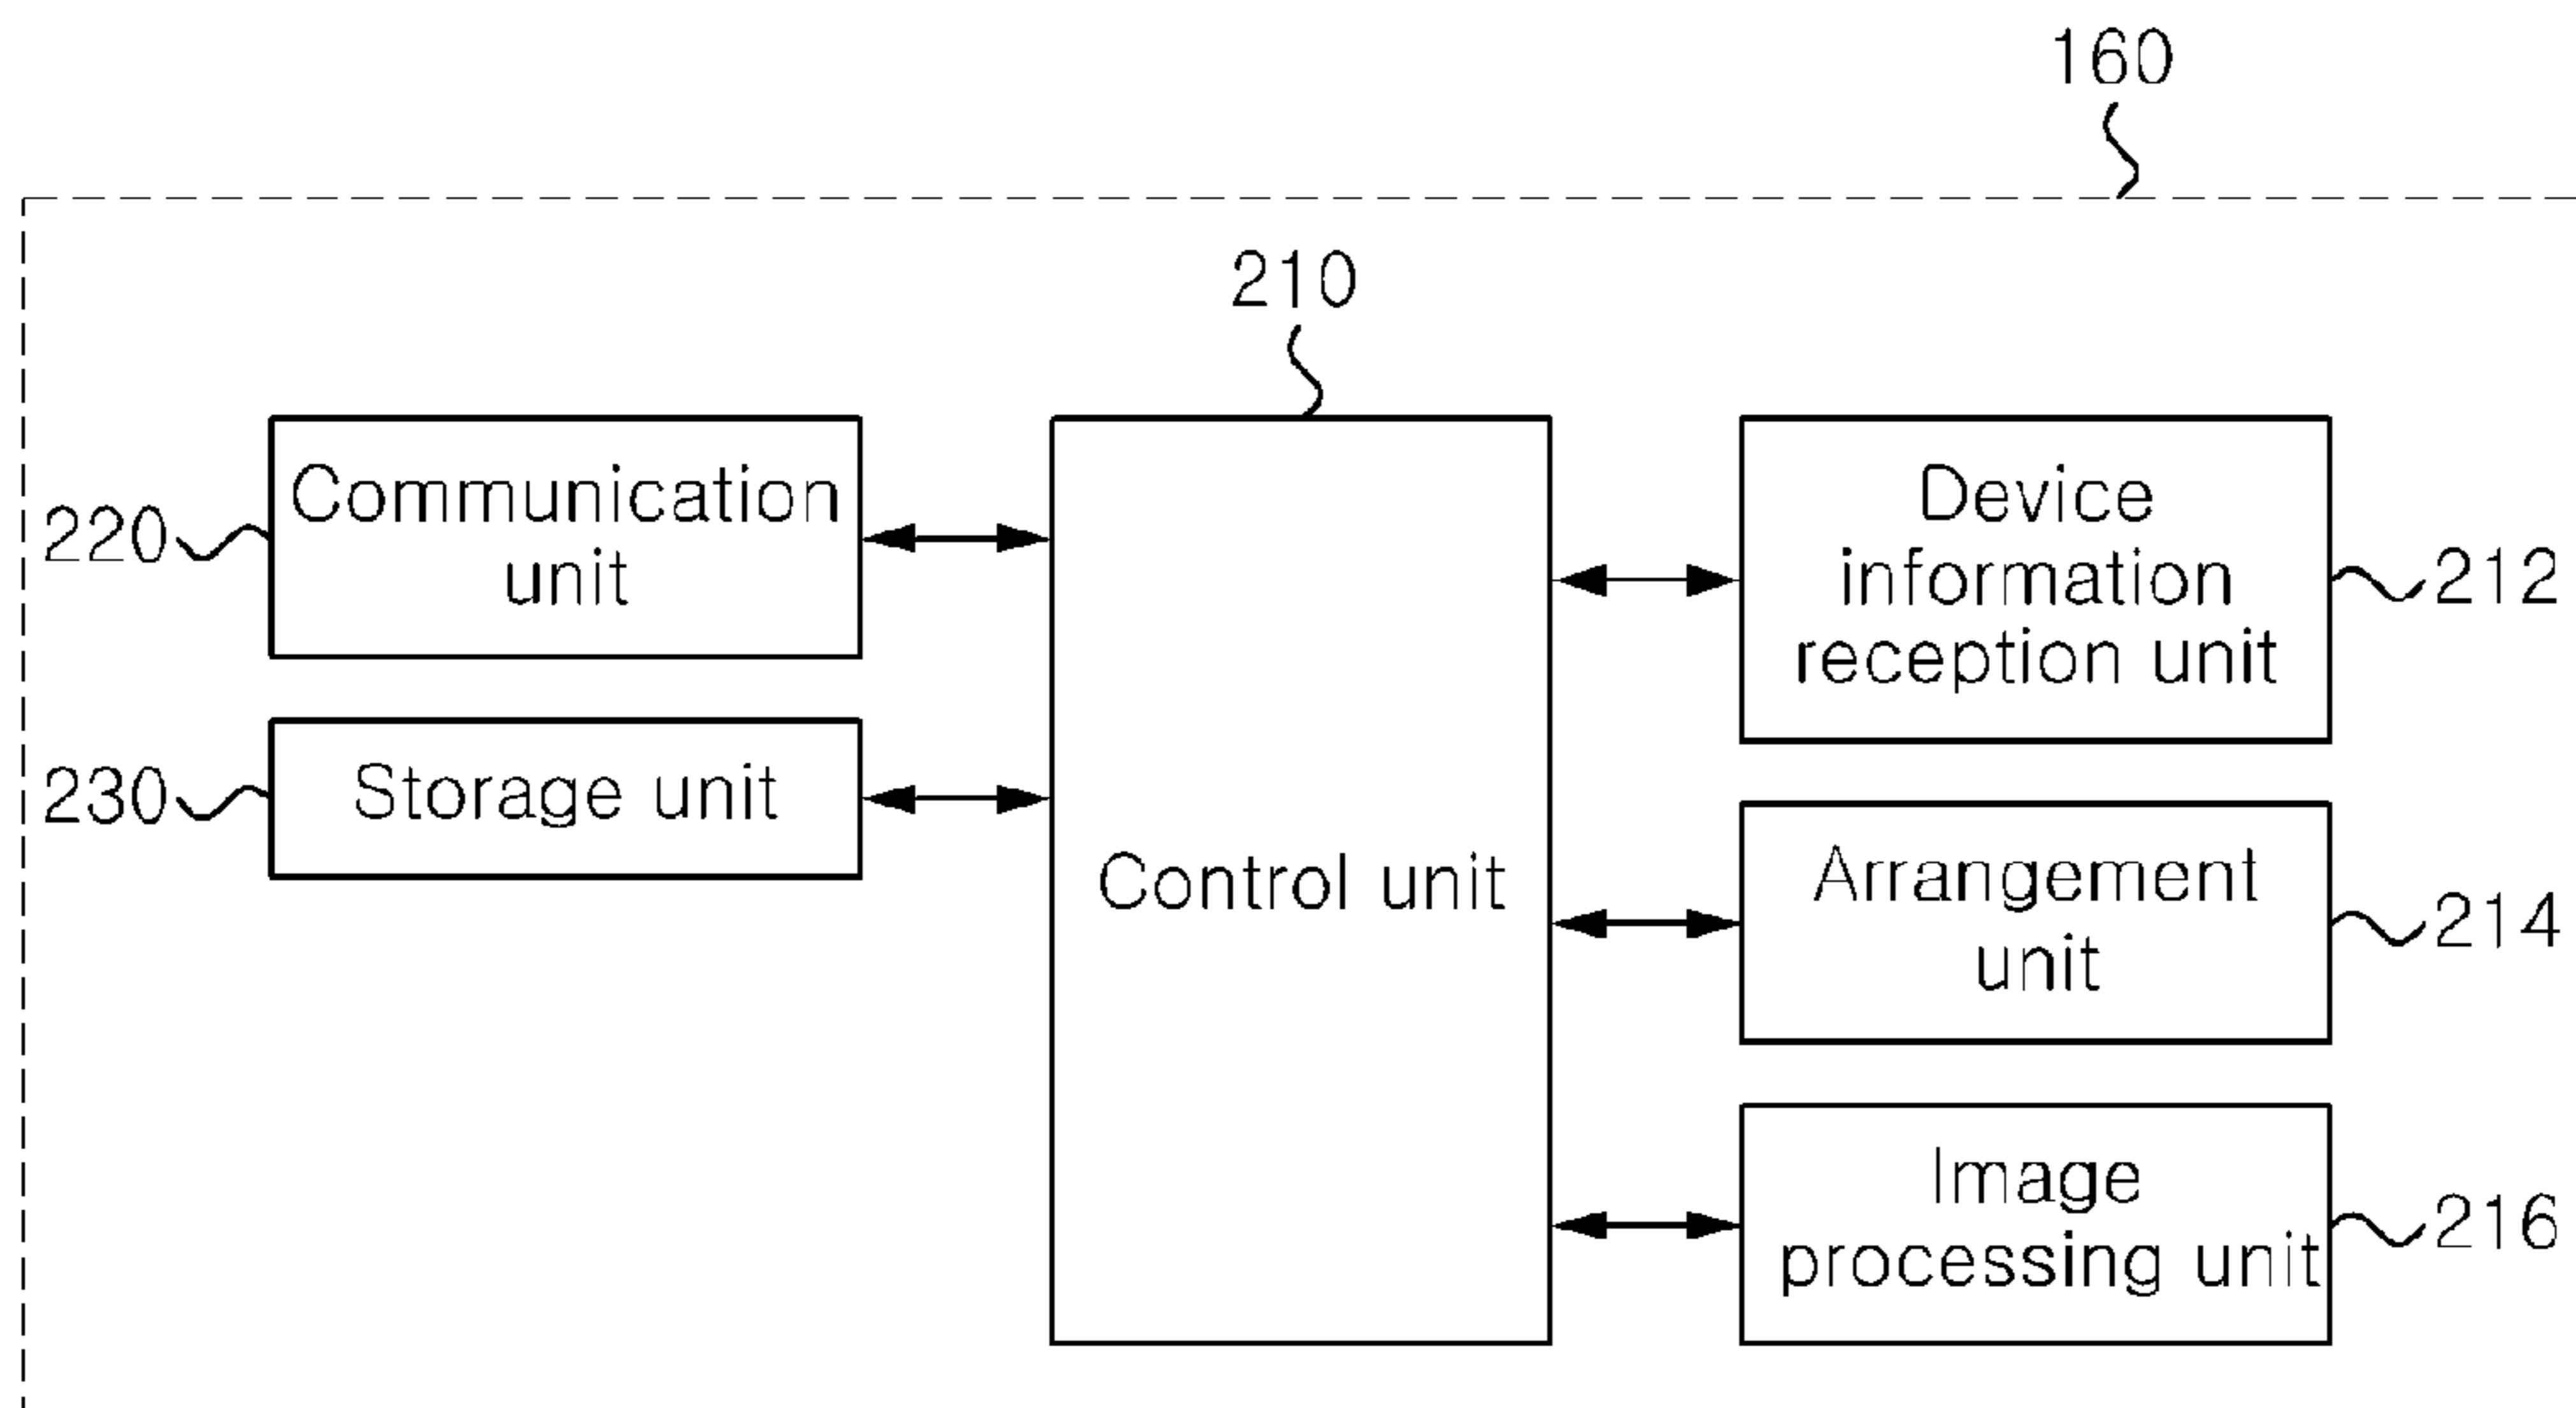 160
210
220
Communication
unit
230
Storage unit
Control unit
Device
information
reception unit
212
Arrangement
unit
214
Image
processing unit
216